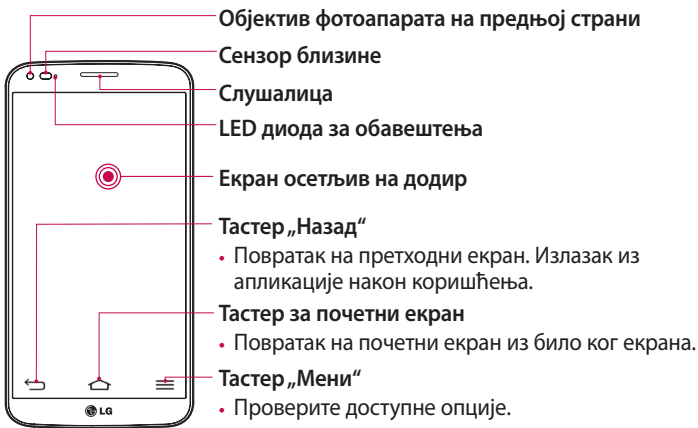 Објектив фотоапарата на предњој страни
Сензор близине
Слушалица
LED диода за обавештења
Екран осетљив на додир
Тастер „Назад“
• Повратак на претходни екран. Излазак из
апликације након коришћења.
Тастер за почетни екран
• Повратак на почетни екран из било ког екрана.
Тастер „Мени“
• Проверите доступне опције.
LG